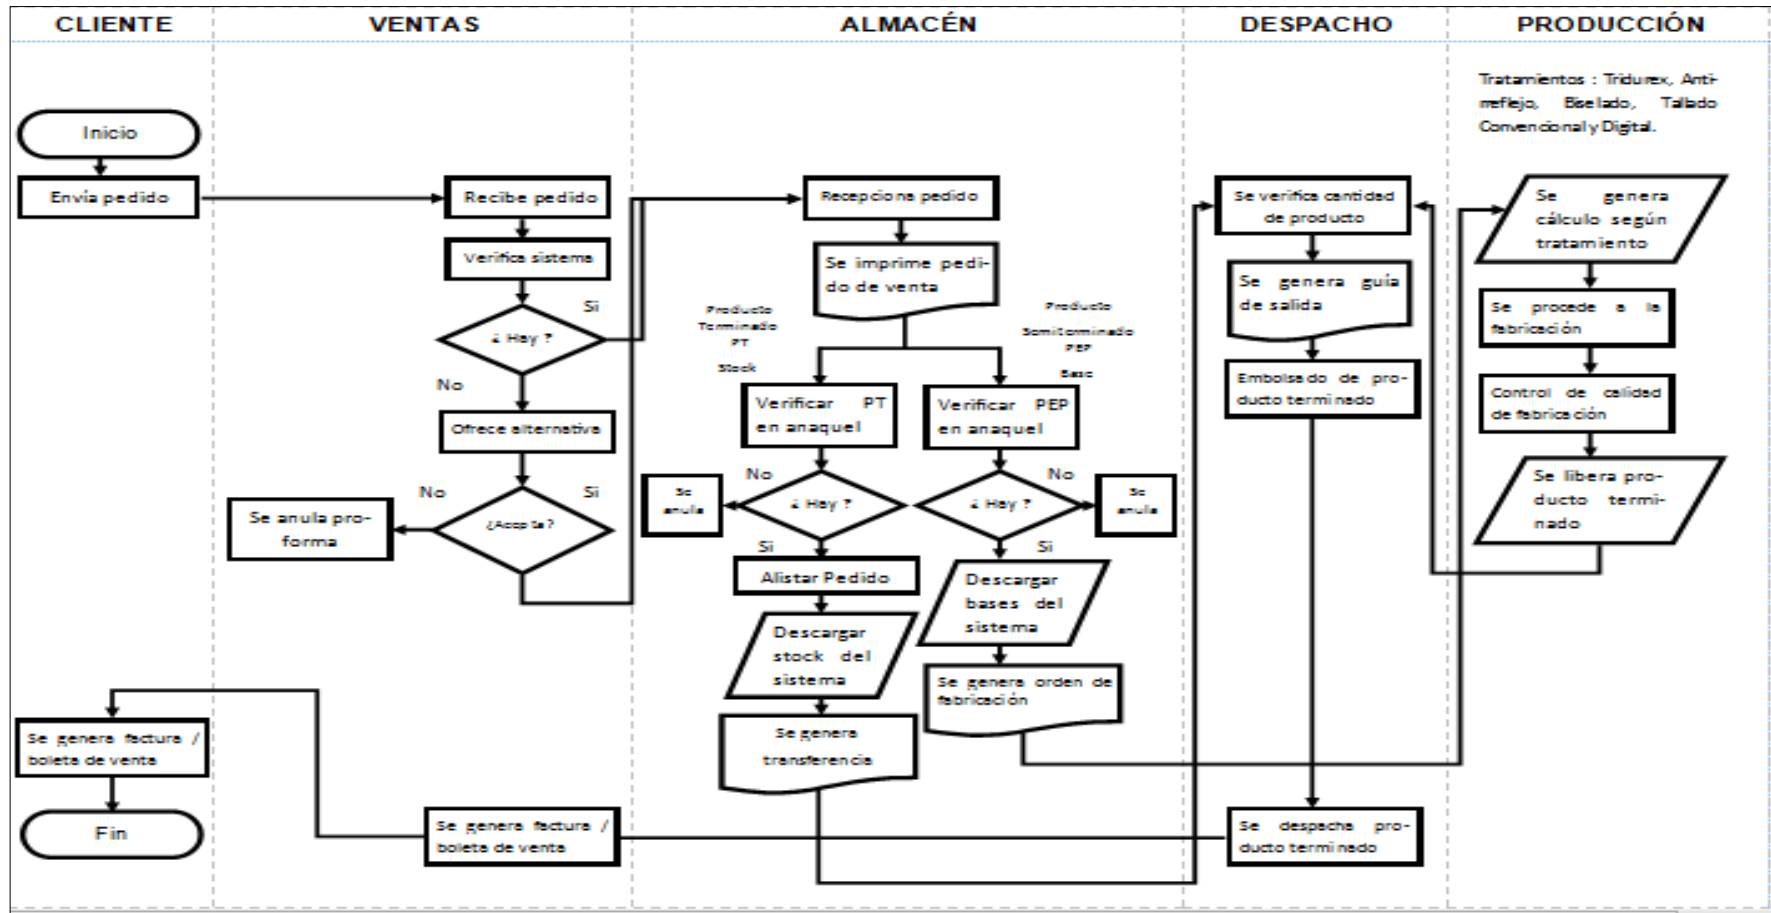 CLIENTE
VENTAS
ALMACÉN
DESPACHO
PRODUCCIÓN
Tratamientos : Tridurex, Anti-
rreflejo, Biselado, Tallado
Convencional y Digital.
Inicio
Envía pedido
Recibe pedido
Verifica sistema
Si
¿ Hay ?
No
Ofrece alternativa
No
Si
¿Acepta?
Se anula pro-
forma
Recepciona pedido
Se imprime pedi-
do de venta
Producto
Terminado
PT
Stock
Producto
Semiterminado
PEP
Base
Verificar PT
en anaquel
Verificar PEP
en anaquel
No
No
Se
anula
¿ Hay ?
¿ Hay ?
Se
anula
Si
Si
Alistar Pedido
Descargar
stock del
sistema
Descargar
bases del
sistema
Se genera
transferencia
Se genera orden de
fabricación
Se verifica cantidad
de producto
Se genera guía
de salida
Embolsado de pro-
ducto terminado
Se despacha pro-
ducto terminado
Se genera
cálculo según
tratamiento
Se procede a la
fabricación
Control de calidad
de fabricación
Se libera pro-
ducto termi-
nado
Se genera factura /
boleta de venta
Se genera factura /
boleta de venta
Fin